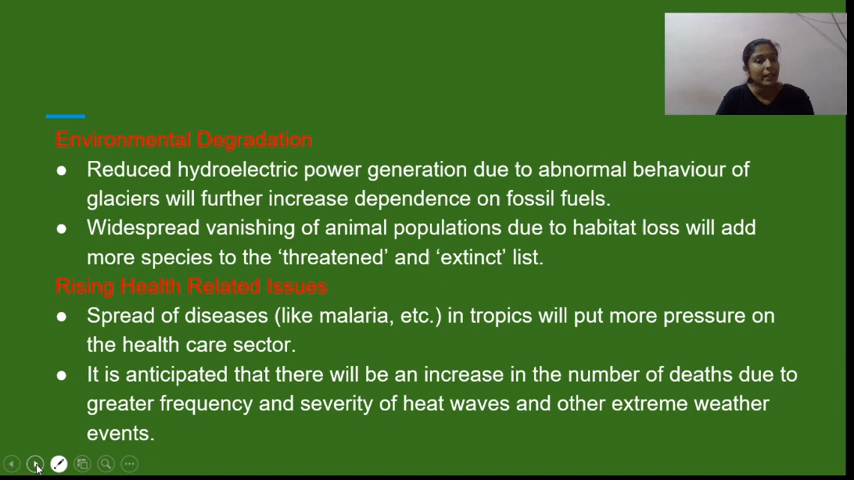 Environmental Degradation
● Reduced hydroelectric power generation due to abnormal behaviour of
glaciers will further increase dependence on fossil fuels.
● Widespread vanishing of animal populations due to habitat loss will add
more species to the ‘threatened’ and ‘extinct’ list.
Rising Health Related Issues
● Spread of diseases (like malaria, etc.) in tropics will put more pressure on
the health care sector.
● It is anticipated that there will be an increase in the number of deaths due to
greater frequency and severity of heat waves and other extreme weather
events.